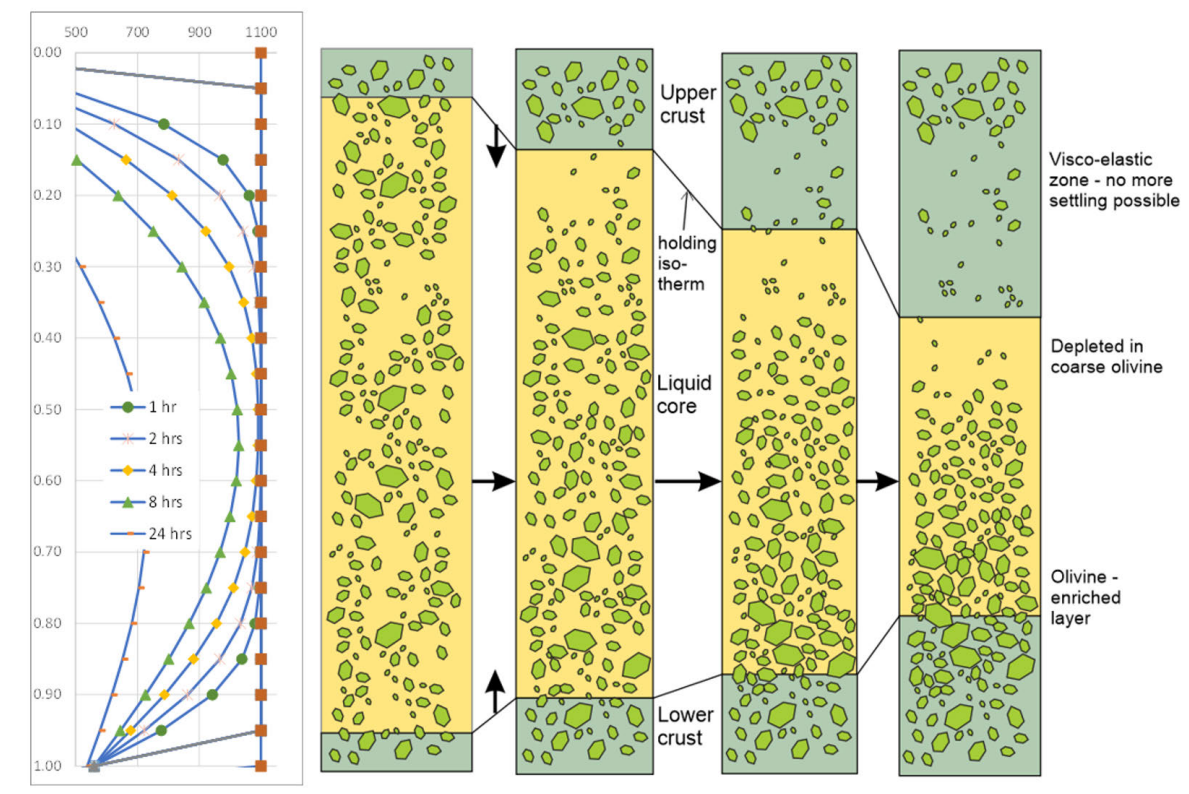 500 700 900 1100
0.00
0.10
0.20
0.30
0.40
0.50
0.60
0.70
0.80
0.90
1.00
1 hr
2 hrs
4 hrs
8 hrs
24 hrs
Upper
crust
holding
iso-
therm
Liquid
core
Lower
crust
Visco-elastic
zone - no more
settling possible
Depleted in
coarse olivine
Olivine -
enriched
layer